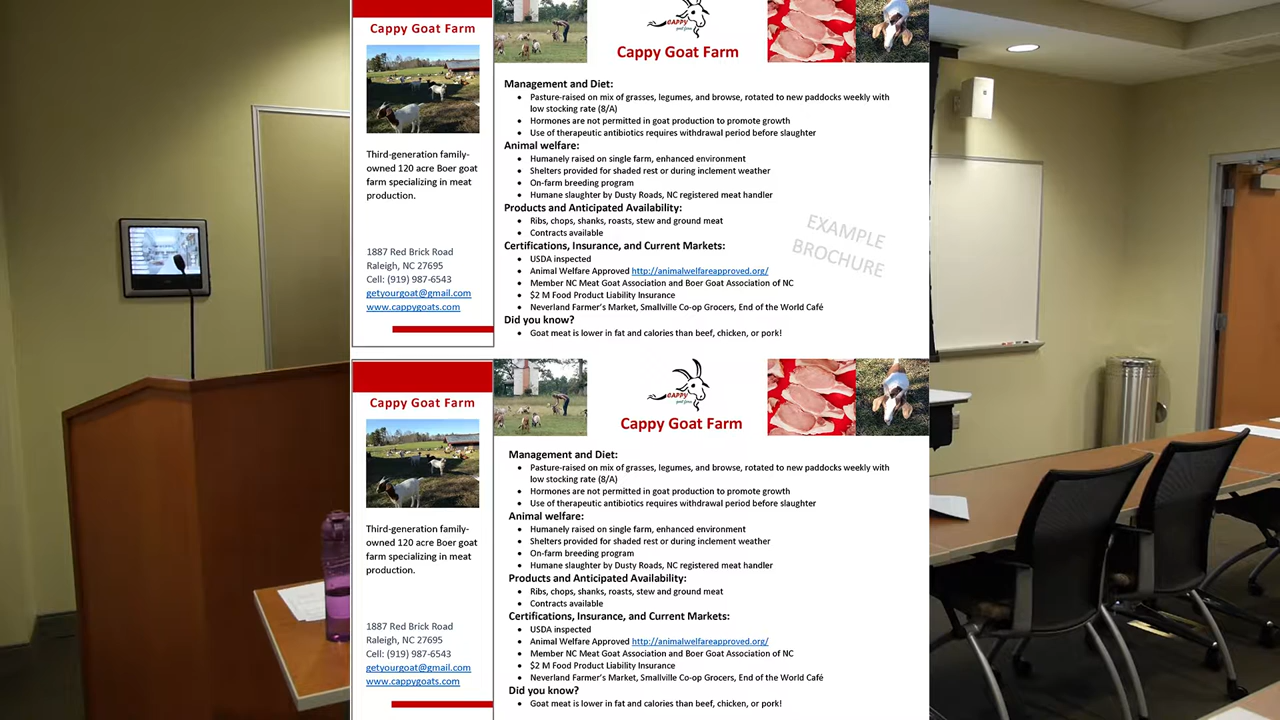 Cappy Goat Farm
Third-generation family-
owned 120 acre Boer goat
farm specializing in meat
production.
1887 Red Brick Road
Raleigh, NC 27695
Cell: (919) 987-6543
getyourgoat@gmail.com
www.cappygoats.com
CAPPY
goat farm
Cappy Goat Farm
Management and Diet:
• Pasture-raised on mix of grasses, legumes, and browse, rotated to new paddocks weekly with
low stocking rate (8/A)
• Hormones are not permitted in goat production to promote growth
• Use of therapeutic antibiotics requires withdrawal period before slaughter
Animal welfare:
• Humanely raised on single farm, enhanced environment
• Shelters provided for shaded rest or during inclement weather
• On-farm breeding program
• Humane slaughter by Dusty Roads, NC registered meat handler
Products and Anticipated Availability:
• Ribs, chops, shanks, roasts, stew and ground meat
• Contracts available
Certifications, Insurance, and Current Markets:
• USDA inspected
• Animal Welfare Approved http://animalwelfareapproved.org/
• Member NC Meat Goat Association and Boer Goat Association of NC
• $2 M Food Product Liability Insurance
• Neverland Farmer's Market, Smallville Co-op Grocers, End of the World Café
Did you know?
• Goat meat is lower in fat and calories than beef, chicken, or pork!
EXAMPLE
BROCHURE
Cappy Goat Farm
Third-generation family-
owned 120 acre Boer goat
farm specializing in meat
production.
1887 Red Brick Road
Raleigh, NC 27695
Cell: (919) 987-6543
getyourgoat@gmail.com
www.cappygoats.com
CAPPY
goat farm
Cappy Goat Farm
Management and Diet:
• Pasture-raised on mix of grasses, legumes, and browse, rotated to new paddocks weekly with
low stocking rate (8/A)
• Hormones are not permitted in goat production to promote growth
• Use of therapeutic antibiotics requires withdrawal period before slaughter
Animal welfare:
• Humanely raised on single farm, enhanced environment
• Shelters provided for shaded rest or during inclement weather
• On-farm breeding program
• Humane slaughter by Dusty Roads, NC registered meat handler
Products and Anticipated Availability:
• Ribs, chops, shanks, roasts, stew and ground meat
• Contracts available
Certifications, Insurance, and Current Markets:
• USDA inspected
• Animal Welfare Approved http://animalwelfareapproved.org/
• Member NC Meat Goat Association and Boer Goat Association of NC
• $2 M Food Product Liability Insurance
• Neverland Farmer's Market, Smallville Co-op Grocers, End of the World Café
Did you know?
• Goat meat is lower in fat and calories than beef, chicken, or pork!